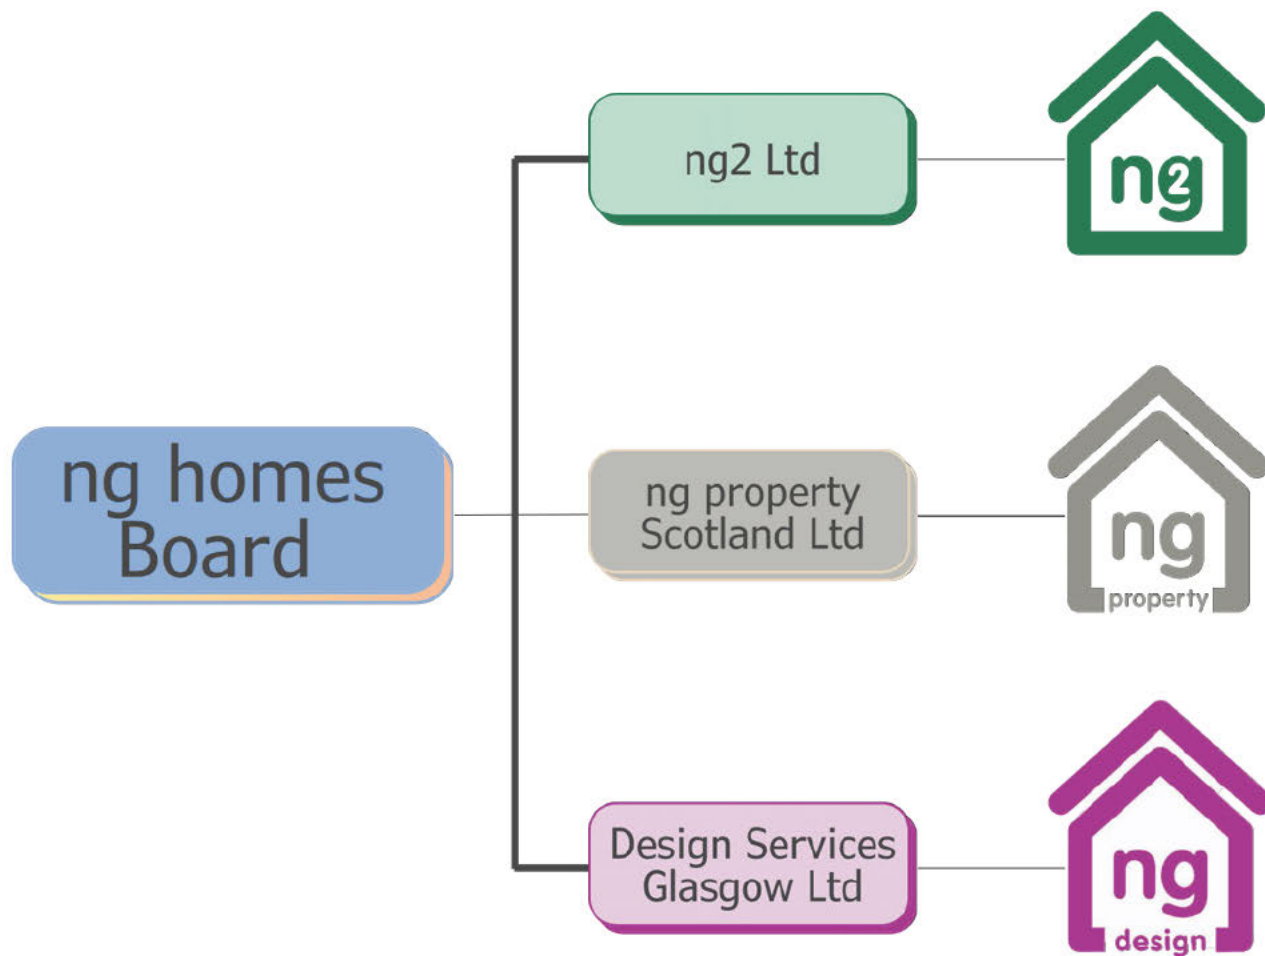 ng2 Ltd
ng2
ng homes
Board
ng property
Scotland Ltd
ng
property
Design Services
Glasgow Ltd
ng
design